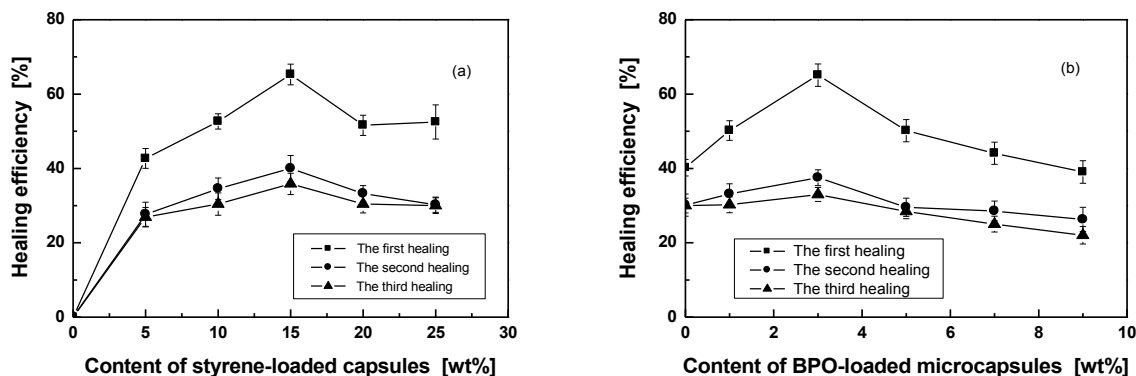 80
60
40
20
0
Healing efficiency [%]
(a)
The first healing
The second healing
The third healing
0 5 10 15 20 25 30
Content of styrene-loaded capsules [wt%]
80
60
40
20
0
Healing efficiency [%]
(b)
The first healing
The second healing
The third healing
0 2 4 6 8 10
Content of BPO-loaded microcapsules [wt%]